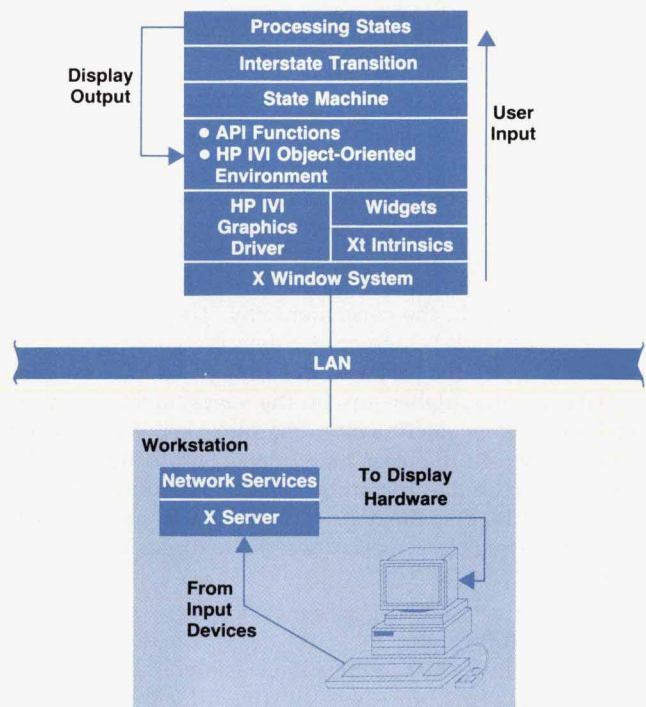 Processing States
Interstate Transition
State Machine
● API Functions
● HP IVI Object-Oriented
Environment
HP IVI
Graphics
Driver
Widgets
Xt Intrinsics
X Window System
Display
Output
User
Input
LAN
Workstation
Network Services
X Server
To Display
Hardware
From
Input
Devices